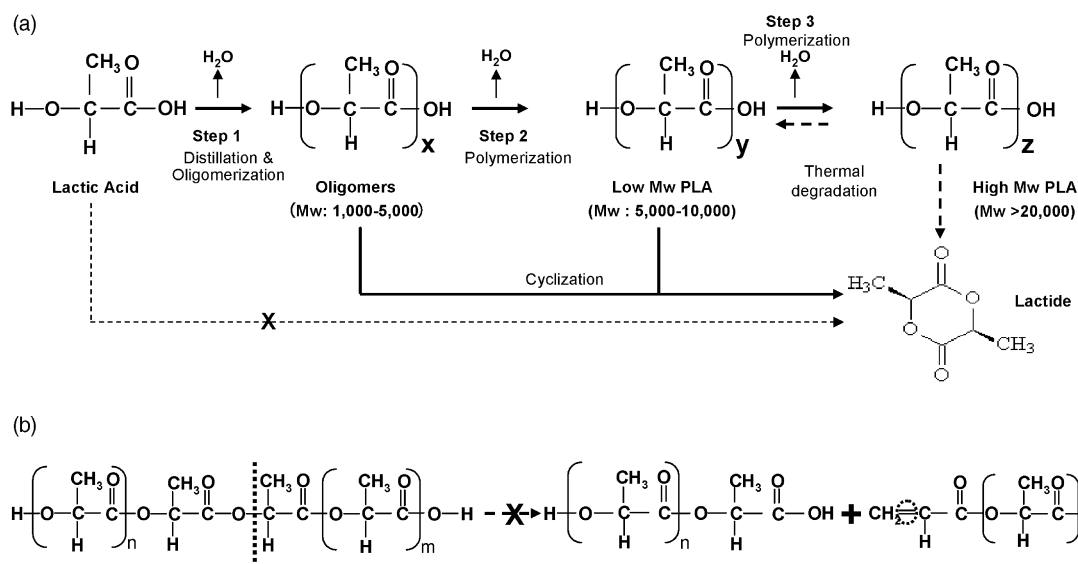 (a)
Step 3
Polymerization
H2O
H2O
H2O
CH3 O
H–O–C–C–OH
H
CH3 O
H–O–C–C–OH
H
x
CH3 O
H–O–C–C–OH
H
y
CH3 O
H–O–C–C–OH
H
z
Step 1
Distillation &
Oligomerization
Step 2
Polymerization
Thermal
degradation
Lactic Acid
Oligomers
(Mw: 1,000-5,000)
Low Mw PLA
(Mw : 5,000-10,000)
High Mw PLA
(Mw >20,000)
Cyclization
X
O
H3C
O
O
CH3
O
Lactide
(b)
CH3 O CH3 O CH3 O CH3 O
H–O–C–C–O–C–C–O–C–C–O–C–C–O–H
H H H H
n m
X
CH3 O CH3 O
H–O–C–C–O–C–C–OH
H H
n
+
O CH3 O
CH2=C–C–O–C–C
H H